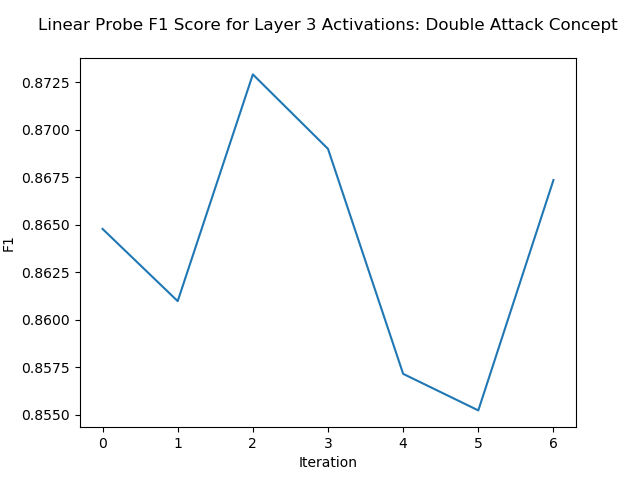 Linear Probe F1 Score for Layer 3 Activations: Double Attack Concept
0.8725
0.8700
0.8675
0.8650
0.8625
0.8600
0.8575
0.8550
F1
0 1 2 3 4 5 6
Iteration